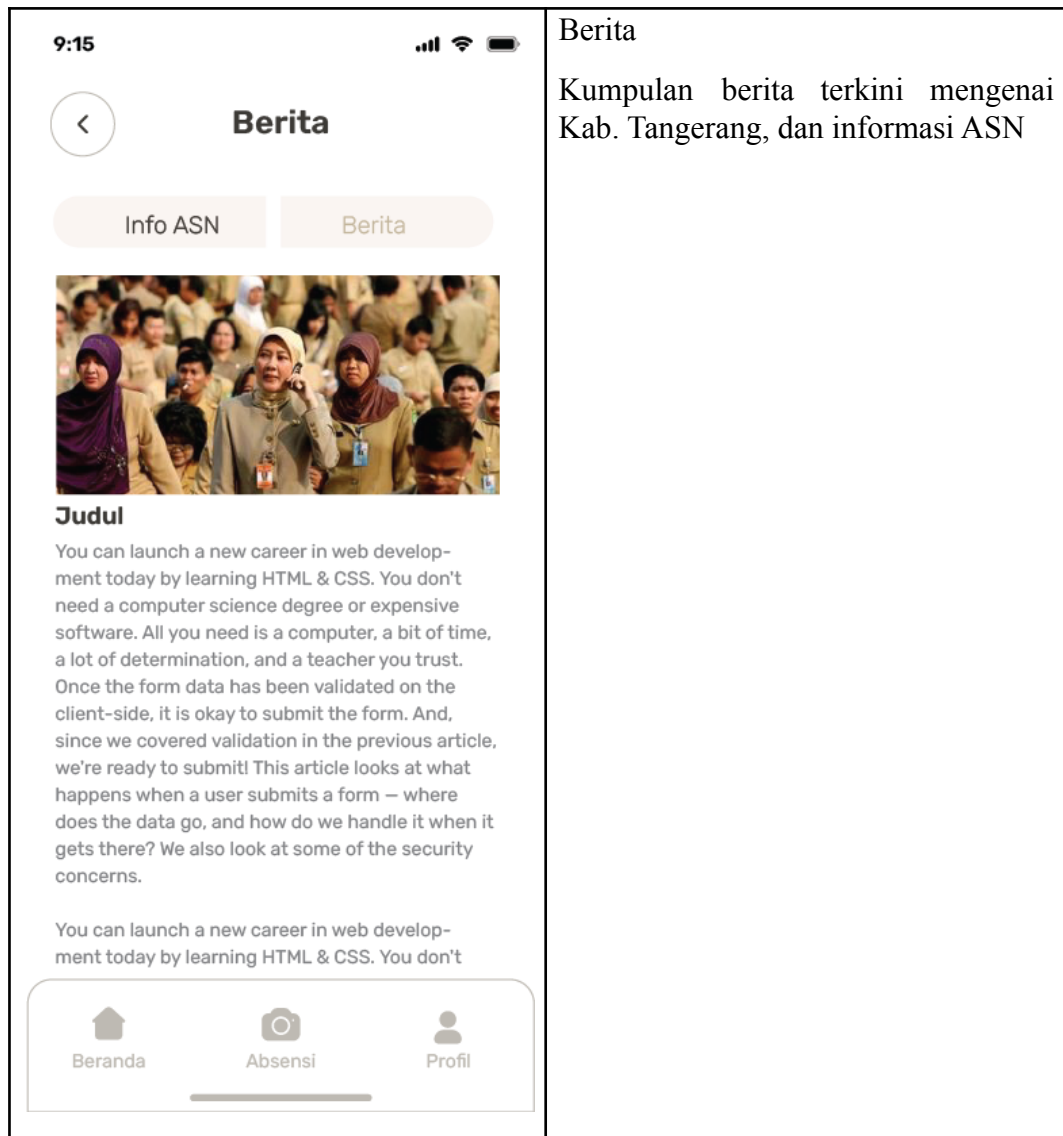 9:15
Berita
Info ASN
Berita
Judul
You can launch a new career in web develop-
ment today by learning HTML & CSS. You don't
need a computer science degree or expensive
software. All you need is a computer, a bit of time,
a lot of determination, and a teacher you trust.
Once the form data has been validated on the
client-side, it is okay to submit the form. And,
since we covered validation in the previous article,
we're ready to submit! This article looks at what
happens when a user submits a form — where
does the data go, and how do we handle it when it
gets there? We also look at some of the security
concerns.
You can launch a new career in web develop-
ment today by learning HTML & CSS. You don't
Beranda
Absensi
Profil
Berita
Kumpulan berita terkini mengenai
Kab. Tangerang, dan informasi ASN